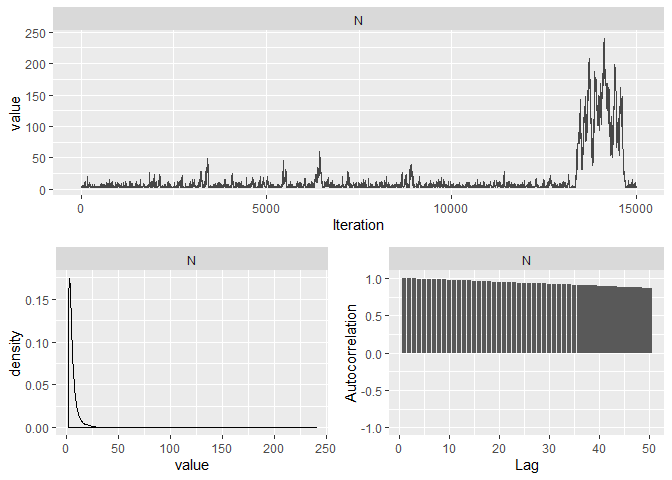 N
250
200
150
100
50
0
value
0 5000 10000 15000
Iteration
N
0.15
0.10
0.05
0.00
density
0 50 100 150 200 250
value
N
1.0
0.5
0.0
-0.5
-1.0
Autocorrelation
0 10 20 30 40 50
Lag